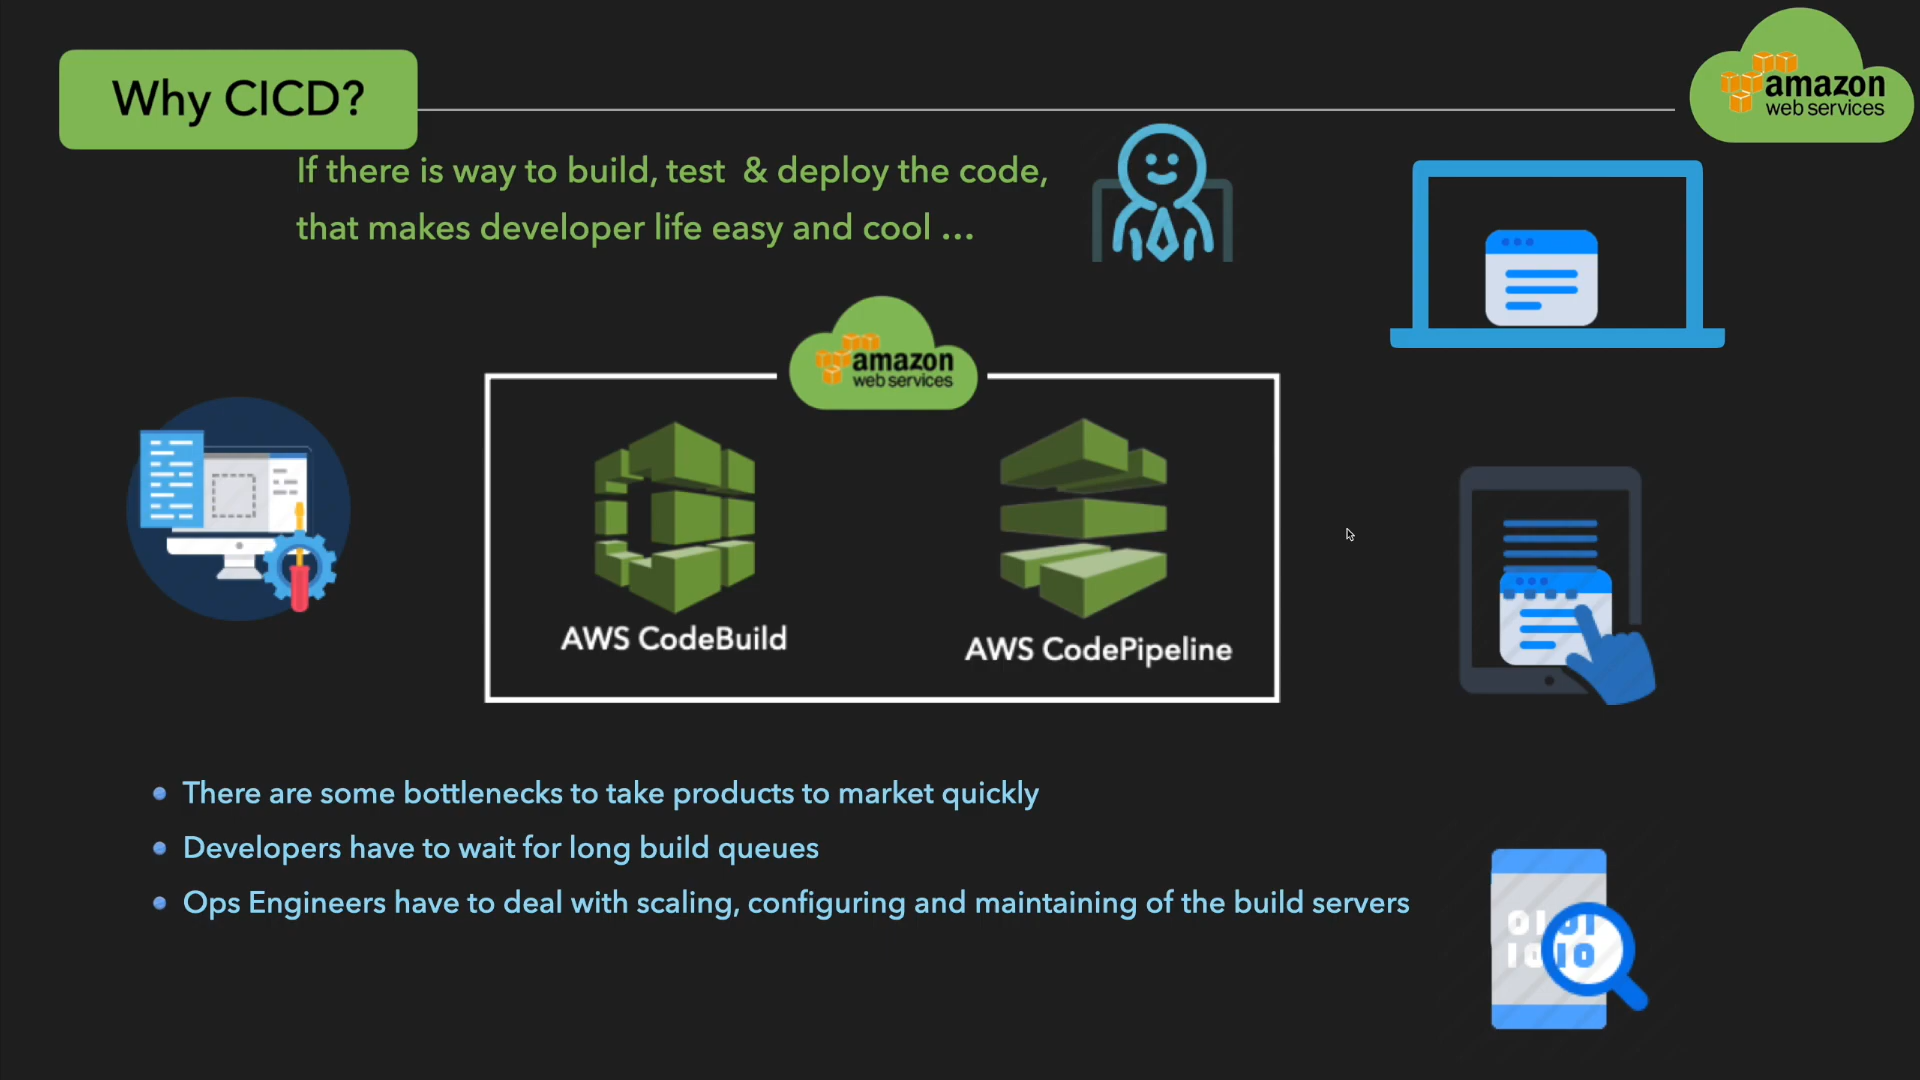 Why CICD?
amazon
web services
If there is way to build, test & deploy the code,
that makes developer life easy and cool ...
amazon
web services
AWS CodeBuild
AWS CodePipeline
There are some bottlenecks to take products to market quickly
Developers have to wait for long build queues
Ops Engineers have to deal with scaling, configuring and maintaining of the build servers